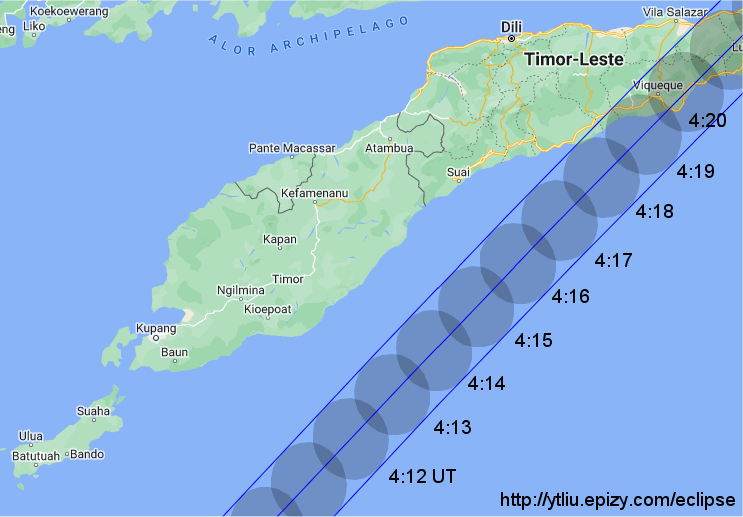 Koekoewerang
Vila Salazar
eng
Liko
ALOR ARCHIPELAGO
Dili
Lu
Timor-Leste
Viqueque
4:20
Pante Macassar
Atambua
Suai
4:19
Kefamenanu
4:18
Kapan
4:17
Timor
Ngilmina
4:16
Kioepoat
Kupang
4:15
Baun
4:14
Suaha
4:13
Ulua
Batutuah
Bando
4:12 UT
http://ytliu.epizy.com/eclipse